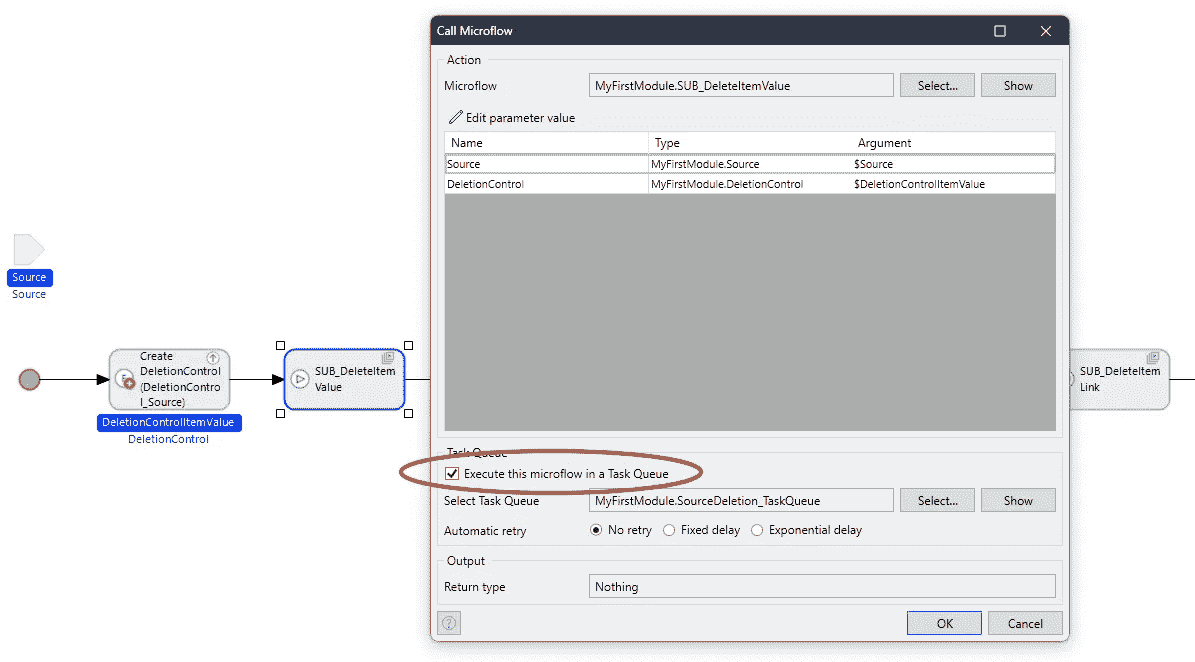 Call Microflow
Action
Microflow
MyFirstModule.SUB_DeleteItemValue
Select...
Show
Edit parameter value
Name
Type
Argument
Source
MyFirstModule.Source
$Source
DeletionControl
MyFirstModule.DeletionControl
$DeletionControlItemValue
Source
Source
Create
DeletionControl
(DeletionContro
l_Source)
DeletionControlItemValue
DeletionControl
SUB_DeleteItem
Value
SUB_DeleteItem
Link
Task Queue
Execute this microflow in a Task Queue
Select Task Queue
MyFirstModule.SourceDeletion_TaskQueue
Select...
Show
Automatic retry
No retry
Fixed delay
Exponential delay
Output
Return type
Nothing
?
OK
Cancel